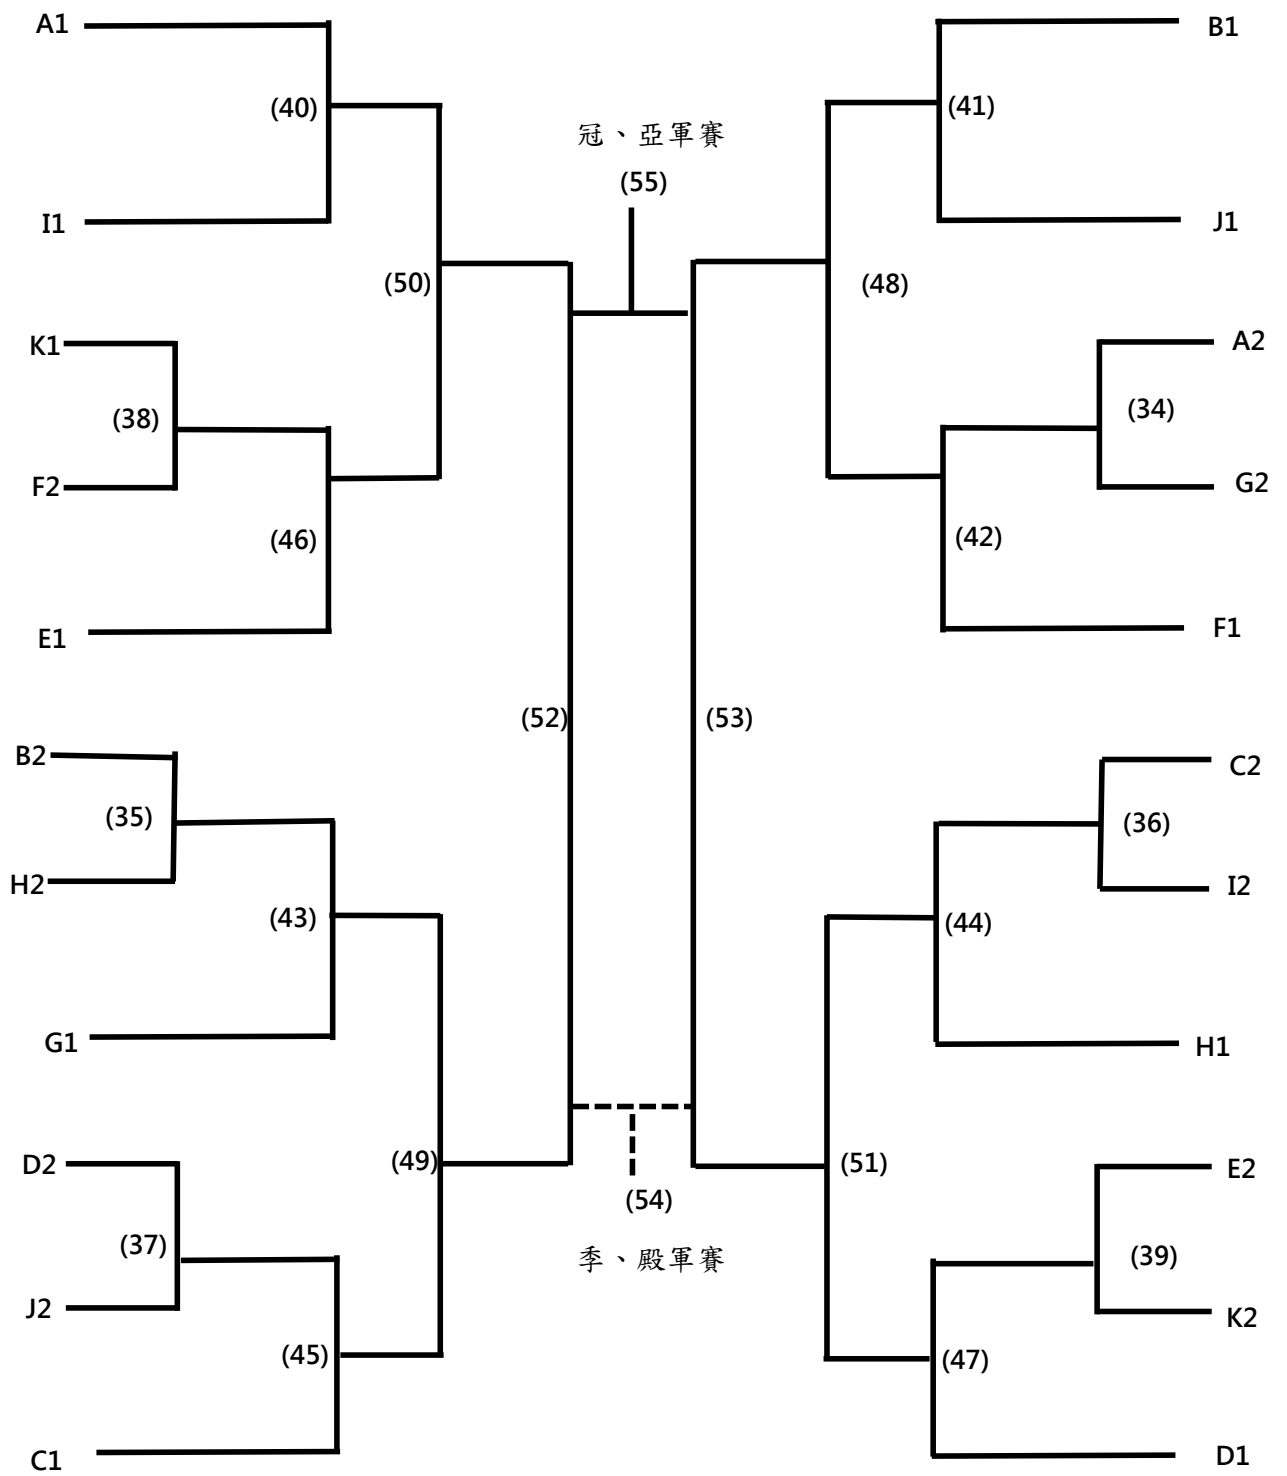 A1
B1
(40)
(41)
冠、亞軍賽
(55)
I1
J1
(50)
(48)
K1
A2
(38)
(34)
F2
G2
(46)
(42)
E1
F1
(52)
(53)
B2
C2
(35)
(36)
H2
I2
(43)
(44)
G1
H1
D2
(49)
(51)
E2
(54)
(37)
季、殿軍賽
(39)
J2
K2
(45)
(47)
C1
D1